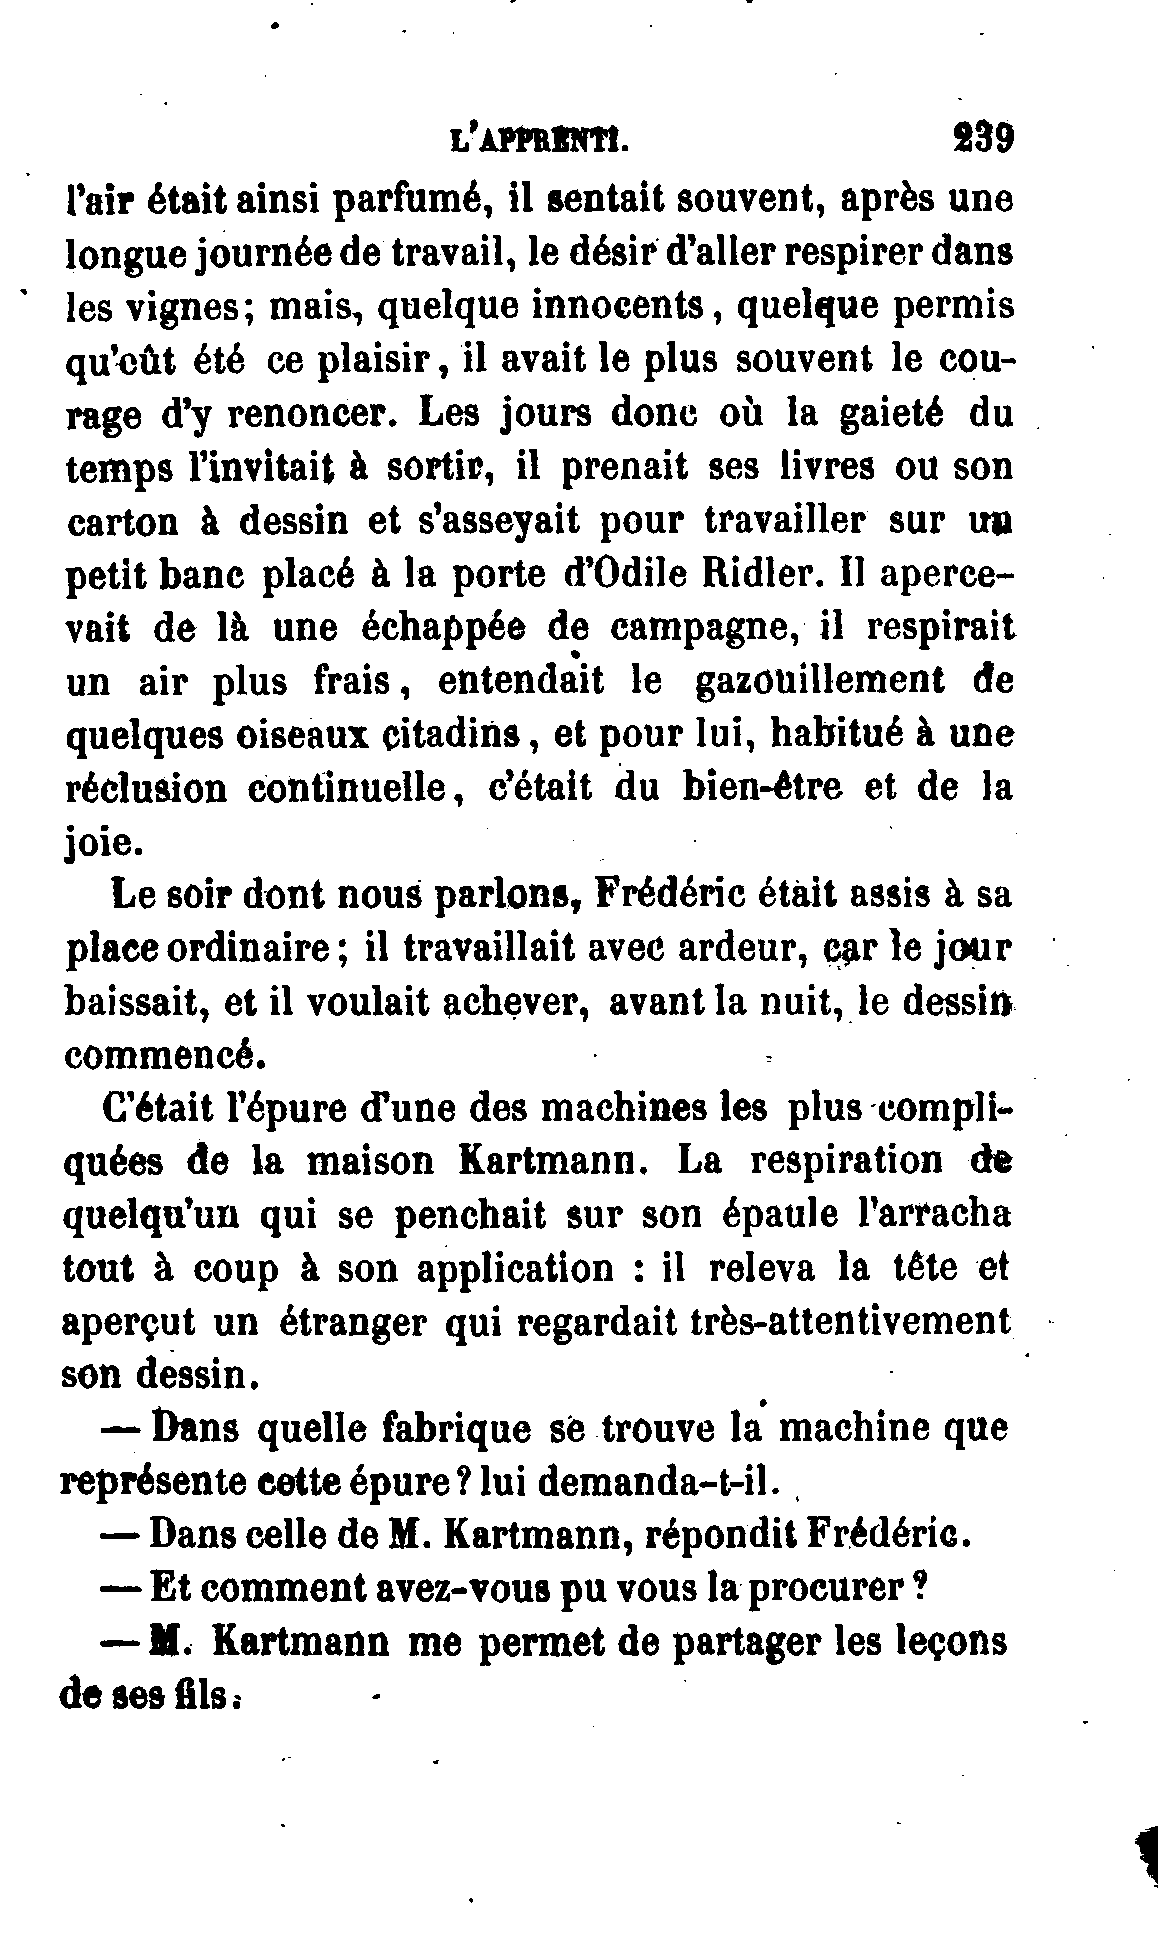 L'APPRENTI. 239
l'air était ainsi parfumé, il sentait souvent, après une
longue journée de travail, le désir d'aller respirer dans
les vignes; mais, quelque innocents, quelque permis
qu'eût été ce plaisir, il avait le plus souvent le cou-
rage d'y renoncer. Les jours donc où la gaieté du
temps l'invitait à sortir, il prenait ses livres ou son
carton à dessin et s'asseyait pour travailler sur un
petit banc placé à la porte d'Odile Ridler. Il aperce-
vait de là une échappée de campagne, il respirait
un air plus frais, entendait le gazouillement de
quelques oiseaux citadins, et pour lui, habitué à une
réclusion continuelle, c'était du bien-être et de la
joie.
Le soir dont nous parlons, Frédéric était assis à sa
place ordinaire; il travaillait avec ardeur, car le jour
baissait, et il voulait achever, avant la nuit, le dessin
commencé.
C'était l'épure d'une des machines les plus compli-
quées de la maison Kartmann. La respiration de
quelqu'un qui se penchait sur son épaule l'arracha
tout à coup à son application : il releva la tête et
aperçut un étranger qui regardait très-attentivement
son dessin.
— Dans quelle fabrique se trouve la machine que
représente cette épure? lui demanda-t-il.
— Dans celle de M. Kartmann, répondit Frédéric.
— Et comment avez-vous pu vous la procurer?
— M. Kartmann me permet de partager les leçons
de ses fils.